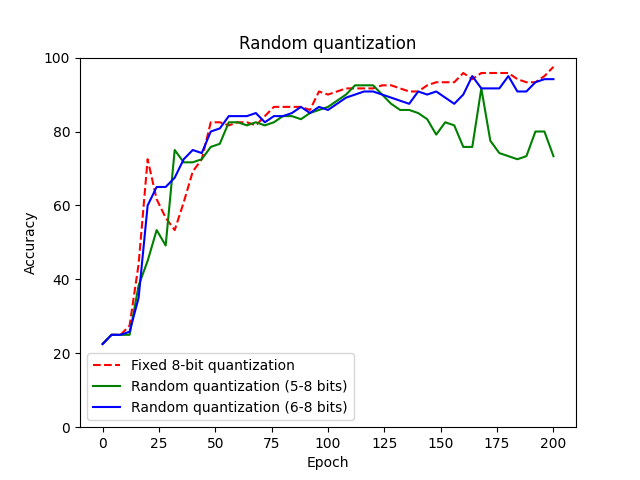 Random quantization
100
80
60
40
20
0
Accuracy
Fixed 8-bit quantization
Random quantization (5-8 bits)
Random quantization (6-8 bits)
0 25 50 75 100 125 150 175 200
Epoch